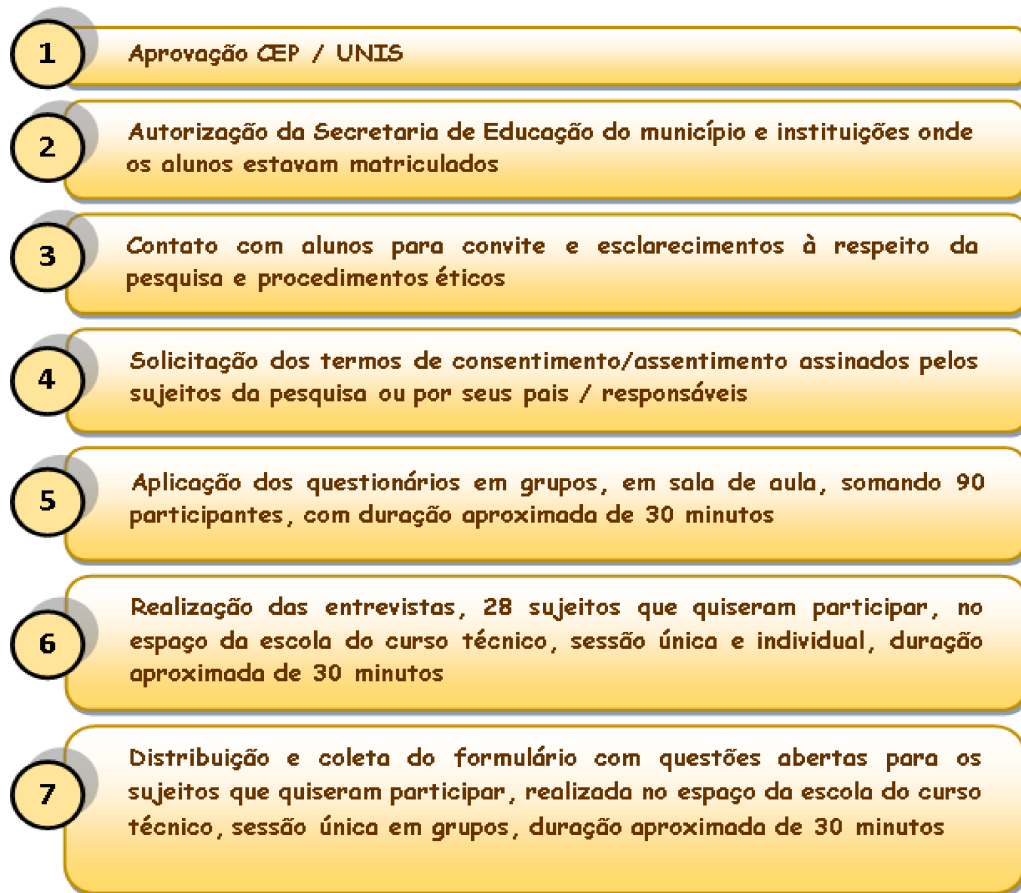 1 Aprovação CEP / UNIS
2 Autorização da Secretaria de Educação do município e instituições onde
os alunos estavam matriculados
3 Contato com alunos para convite e esclarecimentos à respeito da
pesquisa e procedimentos éticos
4 Solicitação dos termos de consentimento/assentimento assinados pelos
sujeitos da pesquisa ou por seus pais / responsáveis
5 Aplicação dos questionários em grupos, em sala de aula, somando 90
participantes, com duração aproximada de 30 minutos
6 Realização das entrevistas, 28 sujeitos que quiseram participar, no
espaço da escola do curso técnico, sessão única e individual, duração
aproximada de 30 minutos
7 Distribuição e coleta do formulário com questões abertas para os
sujeitos que quiseram participar, realizada no espaço da escola do curso
técnico, sessão única em grupos, duração aproximada de 30 minutos